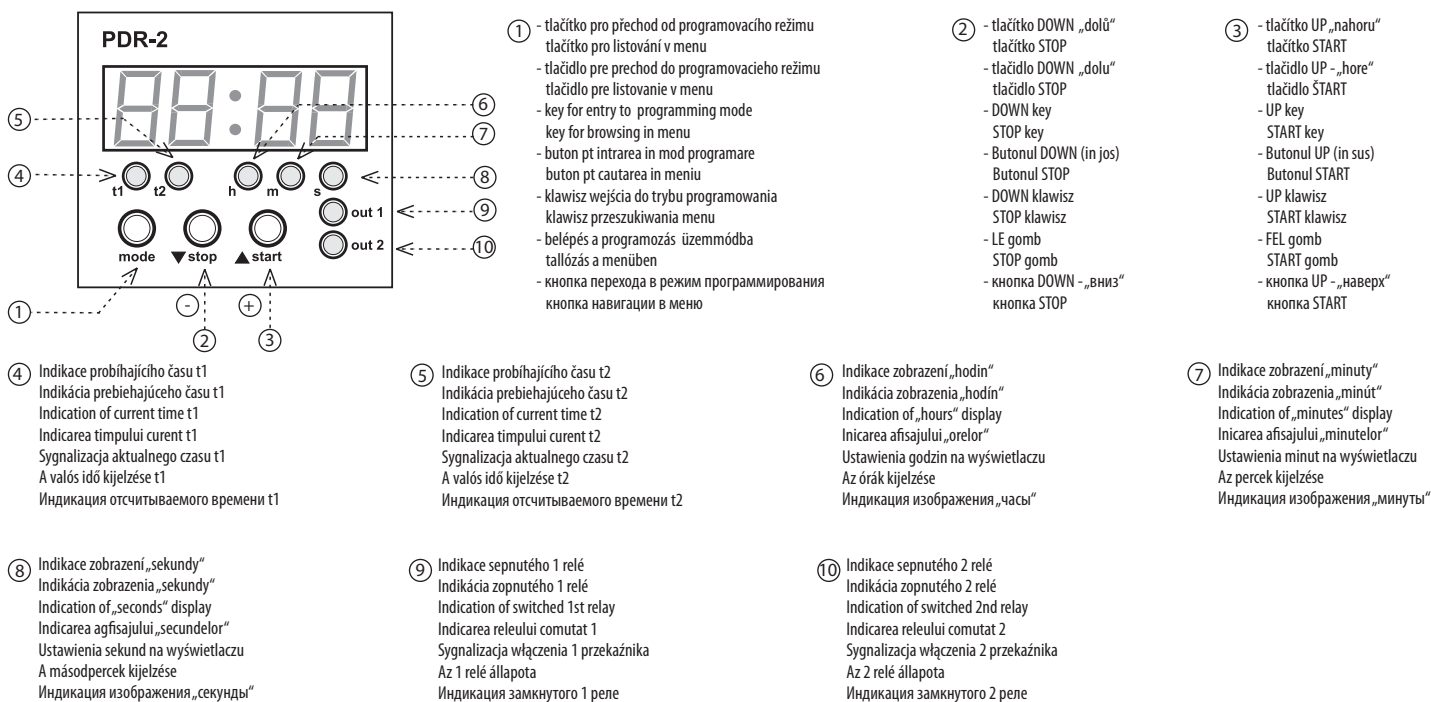 PDR-2
88:88
t1
t2
h
m
s
out 1
out 2
mode
▼stop
▲start
-
+
5
4
6
7
8
9
10
1
2
3
1 - tlačítko pro přechod od programovacího režimu
tlačítko pro listování v menu
- tlačidlo pre prechod do programovacieho režimu
tlačidlo pre listovanie v menu
- key for entry to programming mode
key for browsing in menu
- buton pt intrarea in mod programare
buton pt cautarea in meniu
- klawisz wejścia do trybu programowania
klawisz przeszukiwania menu
- belépés a programozás üzemmódba
tallózás a menüben
- кнопка перехода в режим программирования
кнопка навигации в меню
2 - tlačítko DOWN „dolů“
tlačítko STOP
- tlačidlo DOWN „dolu“
tlačidlo STOP
- DOWN key
STOP key
- Butonul DOWN (in jos)
Butonul STOP
- DOWN klawisz
STOP klawisz
- LE gomb
STOP gomb
- кнопка DOWN - „вниз“
кнопка STOP
3 - tlačítko UP „nahoru“
tlačítko START
- tlačidlo UP - „hore“
tlačidlo ŠTART
- UP key
START key
- Butonul UP (in sus)
Butonul START
- UP klawisz
START klawisz
- FEL gomb
START gomb
- кнопка UP - „наверх“
кнопка START
4 Indikace probíhajícího času t1
Indikácia prebiehajúceho času t1
Indication of current time t1
Indicarea timpului curent t1
Sygnalizacja aktualnego czasu t1
A valós idő kijelzése t1
Индикация отсчитываемого времени t1
5 Indikace probíhajícího času t2
Indikácia prebiehajúceho času t2
Indication of current time t2
Indicarea timpului curent t2
Sygnalizacja aktualnego czasu t2
A valós idő kijelzése t2
Индикация отсчитываемого времени t2
6 Indikace zobrazení „hodin“
Indikácia zobrazenia „hodín“
Indication of „hours“ display
Inicarea afisajului „orelor“
Ustawienia godzin na wyświetlaczu
Az órák kijelzése
Индикация изображения „часы“
7 Indikace zobrazení „minuty“
Indikácia zobrazenia „minút“
Indication of „minutes“ display
Inicarea afisajului „minutelor“
Ustawienia minut na wyświetlaczu
Az percek kijelzése
Индикация изображения „минуты“
8 Indikace zobrazení „sekundy“
Indikácia zobrazenia „sekundy“
Indication of „seconds“ display
Indicarea agfisajului „secundelor“
Ustawienia sekund na wyświetlaczu
A másodpercek kijelzése
Индикация изображения „секунды“
9 Indikace sepnutého 1 relé
Indikácia zopnutého 1 relé
Indication of switched 1st relay
Indicarea releului comutat 1
Sygnalizacja włączenia 1 przekaźnika
Az 1 relé állapota
Индикация замкнутого 1 реле
10 Indikace sepnutého 2 relé
Indikácia zopnutého 2 relé
Indication of switched 2nd relay
Indicarea releului comutat 2
Sygnalizacja włączenia 2 przekaźnika
Az 2 relé állapota
Индикация замкнутого 2 реле